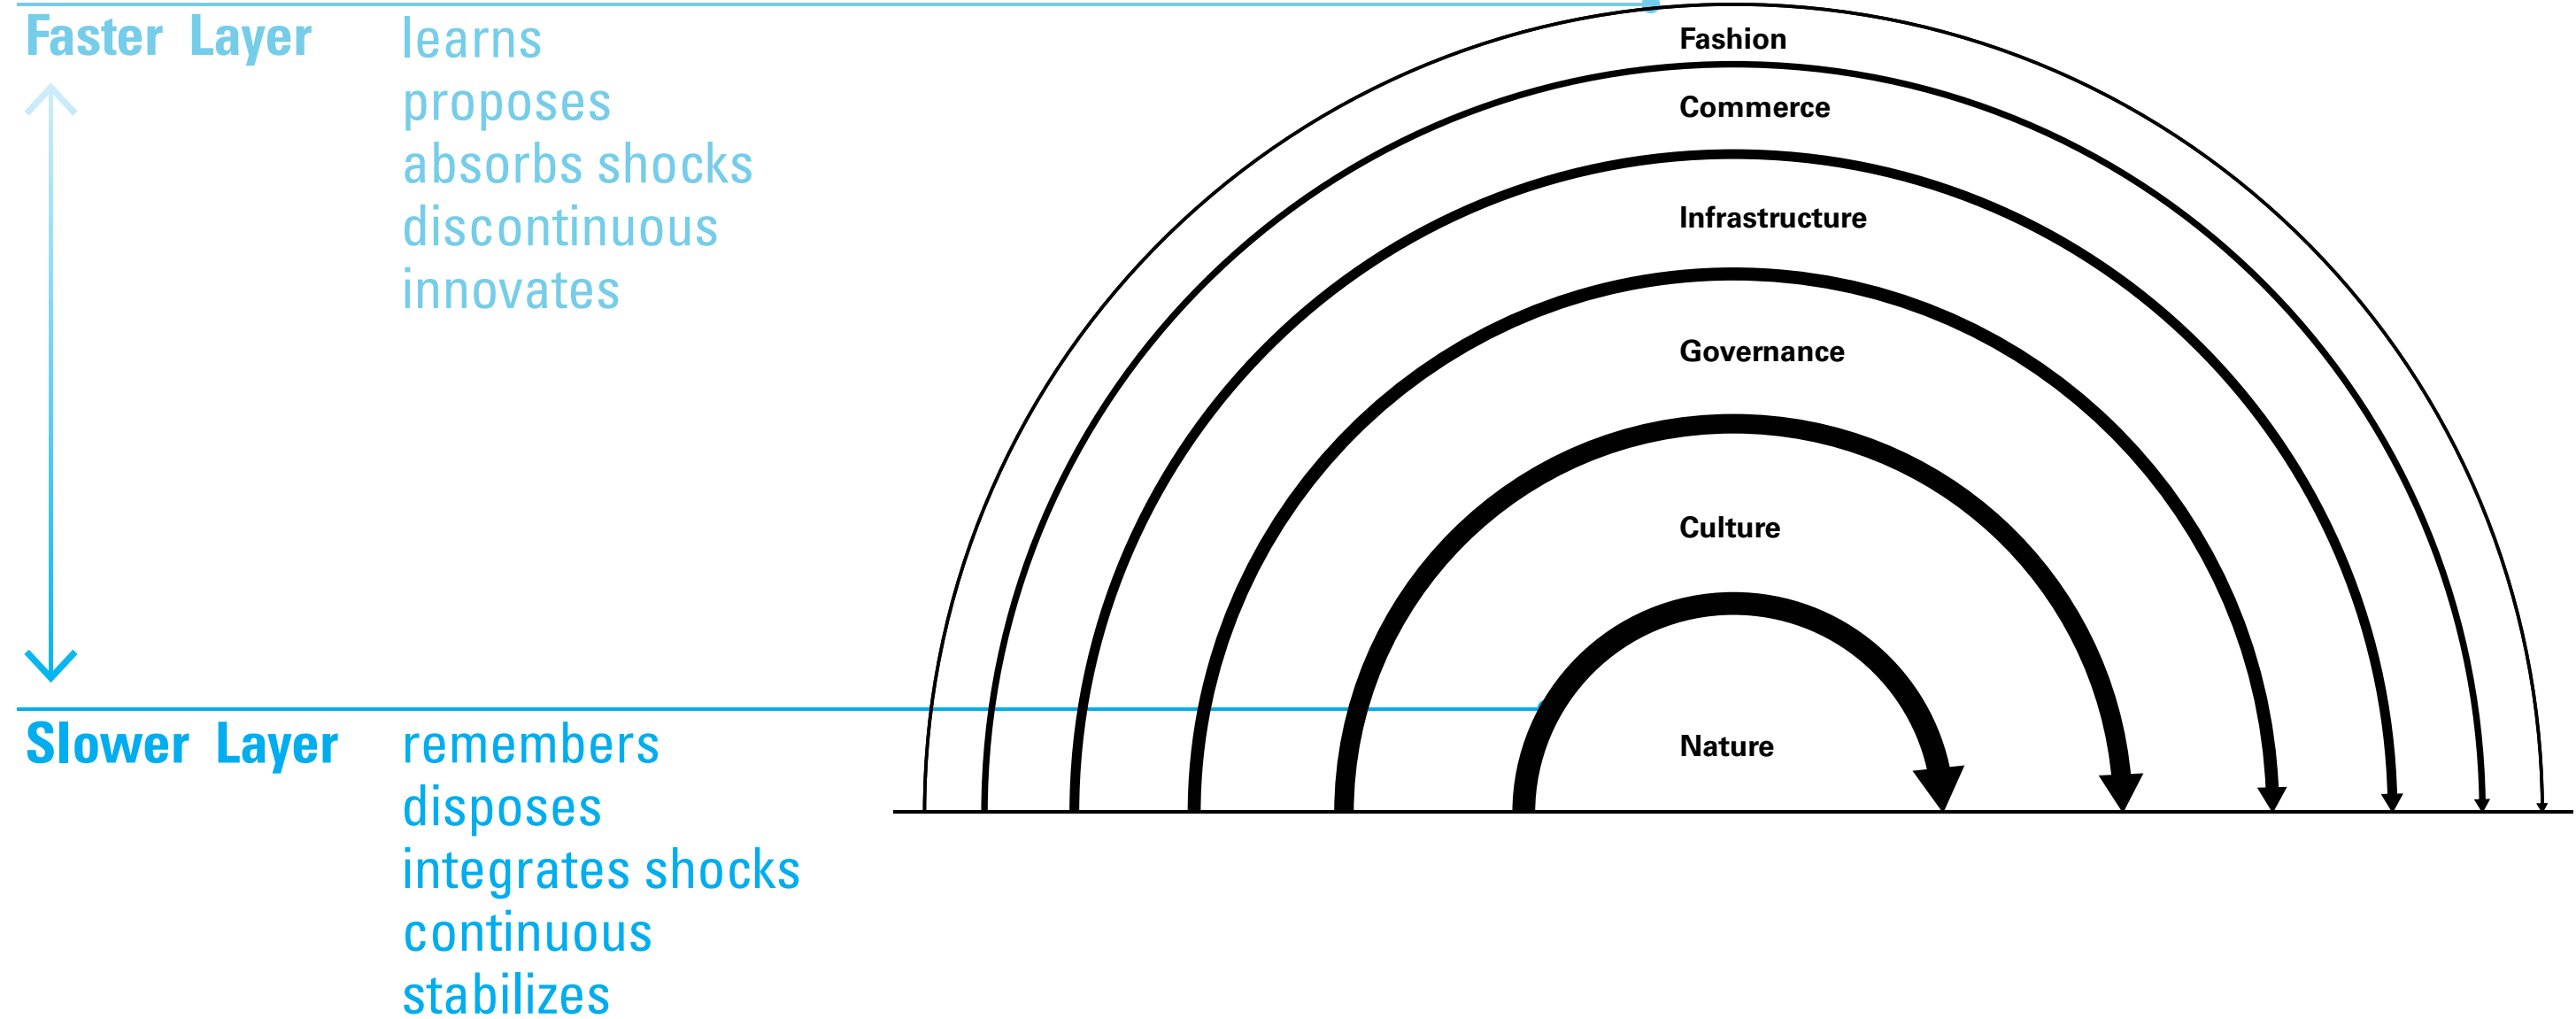 Faster Layer
learns
proposes
absorbs shocks
discontinuous
innovates
Slower Layer
remembers
disposes
integrates shocks
continuous
stabilizes
Fashion
Commerce
Infrastructure
Governance
Culture
Nature